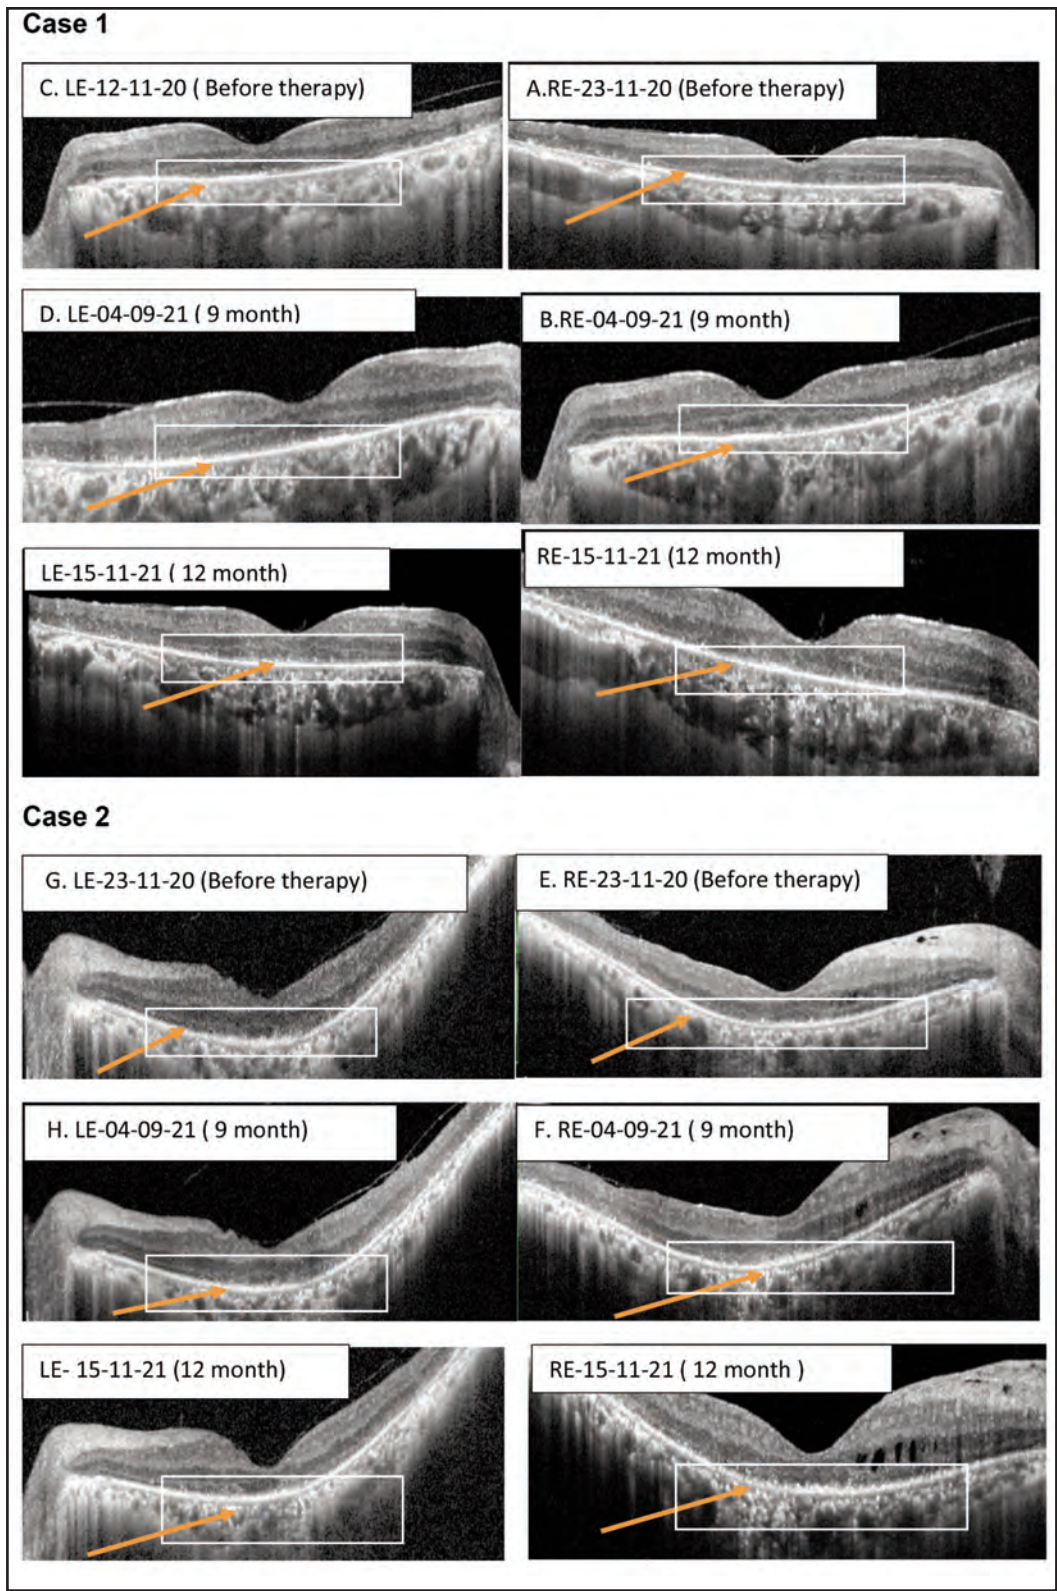 Case 1
C. LE-12-11-20 ( Before therapy)
A.RE-23-11-20 (Before therapy)
D. LE-04-09-21 ( 9 month)
B.RE-04-09-21 (9 month)
LE-15-11-21 ( 12 month)
RE-15-11-21 (12 month)
Case 2
G. LE-23-11-20 (Before therapy)
E. RE-23-11-20 (Before therapy)
H. LE-04-09-21 ( 9 month)
F. RE-04-09-21 ( 9 month)
LE- 15-11-21 (12 month)
RE-15-11-21 ( 12 month )